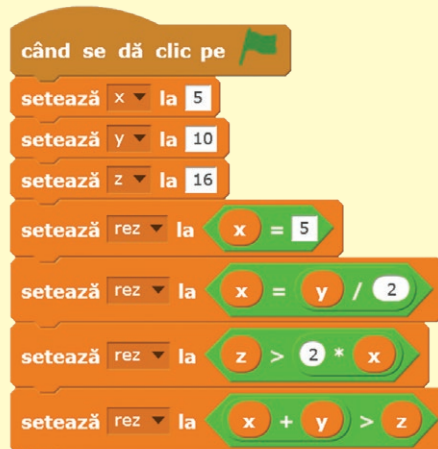 când se dă clic pe
setează x la 5
setează y la 10
setează z la 16
setează rez la x = 5
setează rez la x = y / 2
setează rez la z > 2 * x
setează rez la x + y > z